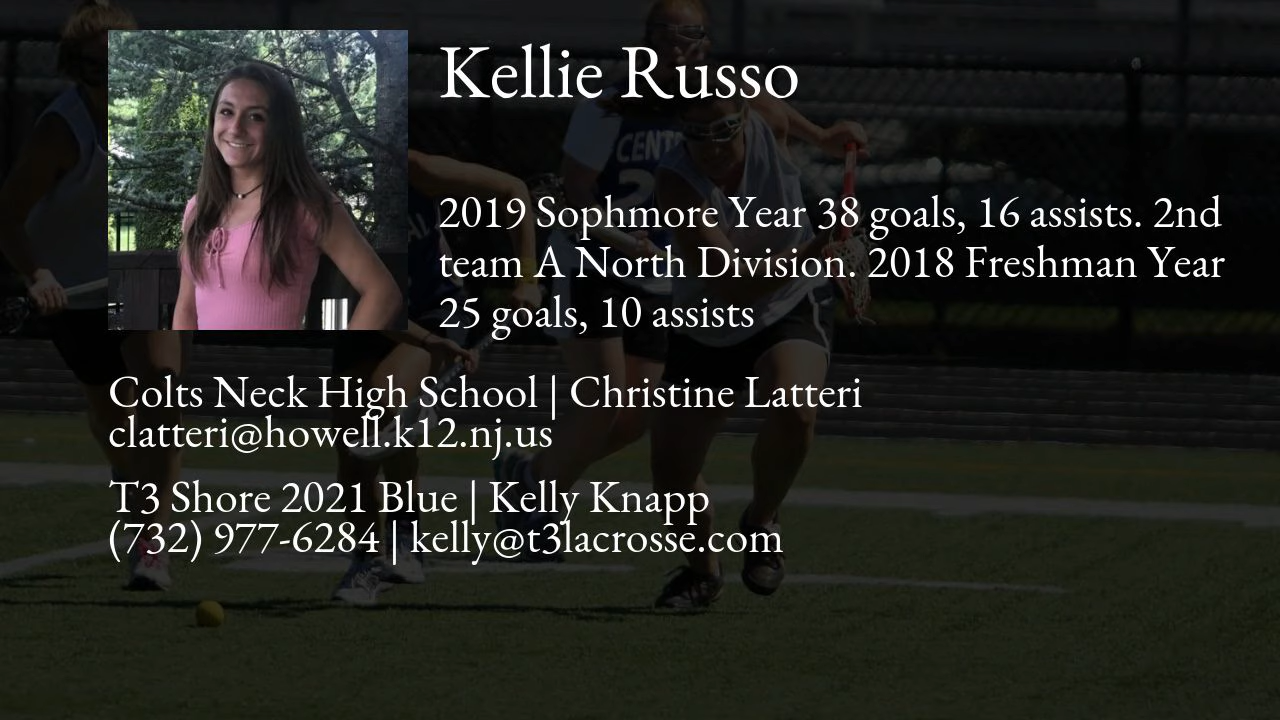 Kellie Russo
2019 Sophmore Year 38 goals, 16 assists. 2nd
team A North Division. 2018 Freshman Year
25 goals, 10 assists
Colts Neck High School | Christine Latteri
clatteri@howell.k12.nj.us
T3 Shore 2021 Blue | Kelly Knapp
(732) 977-6284 | kelly@t3lacrosse.com